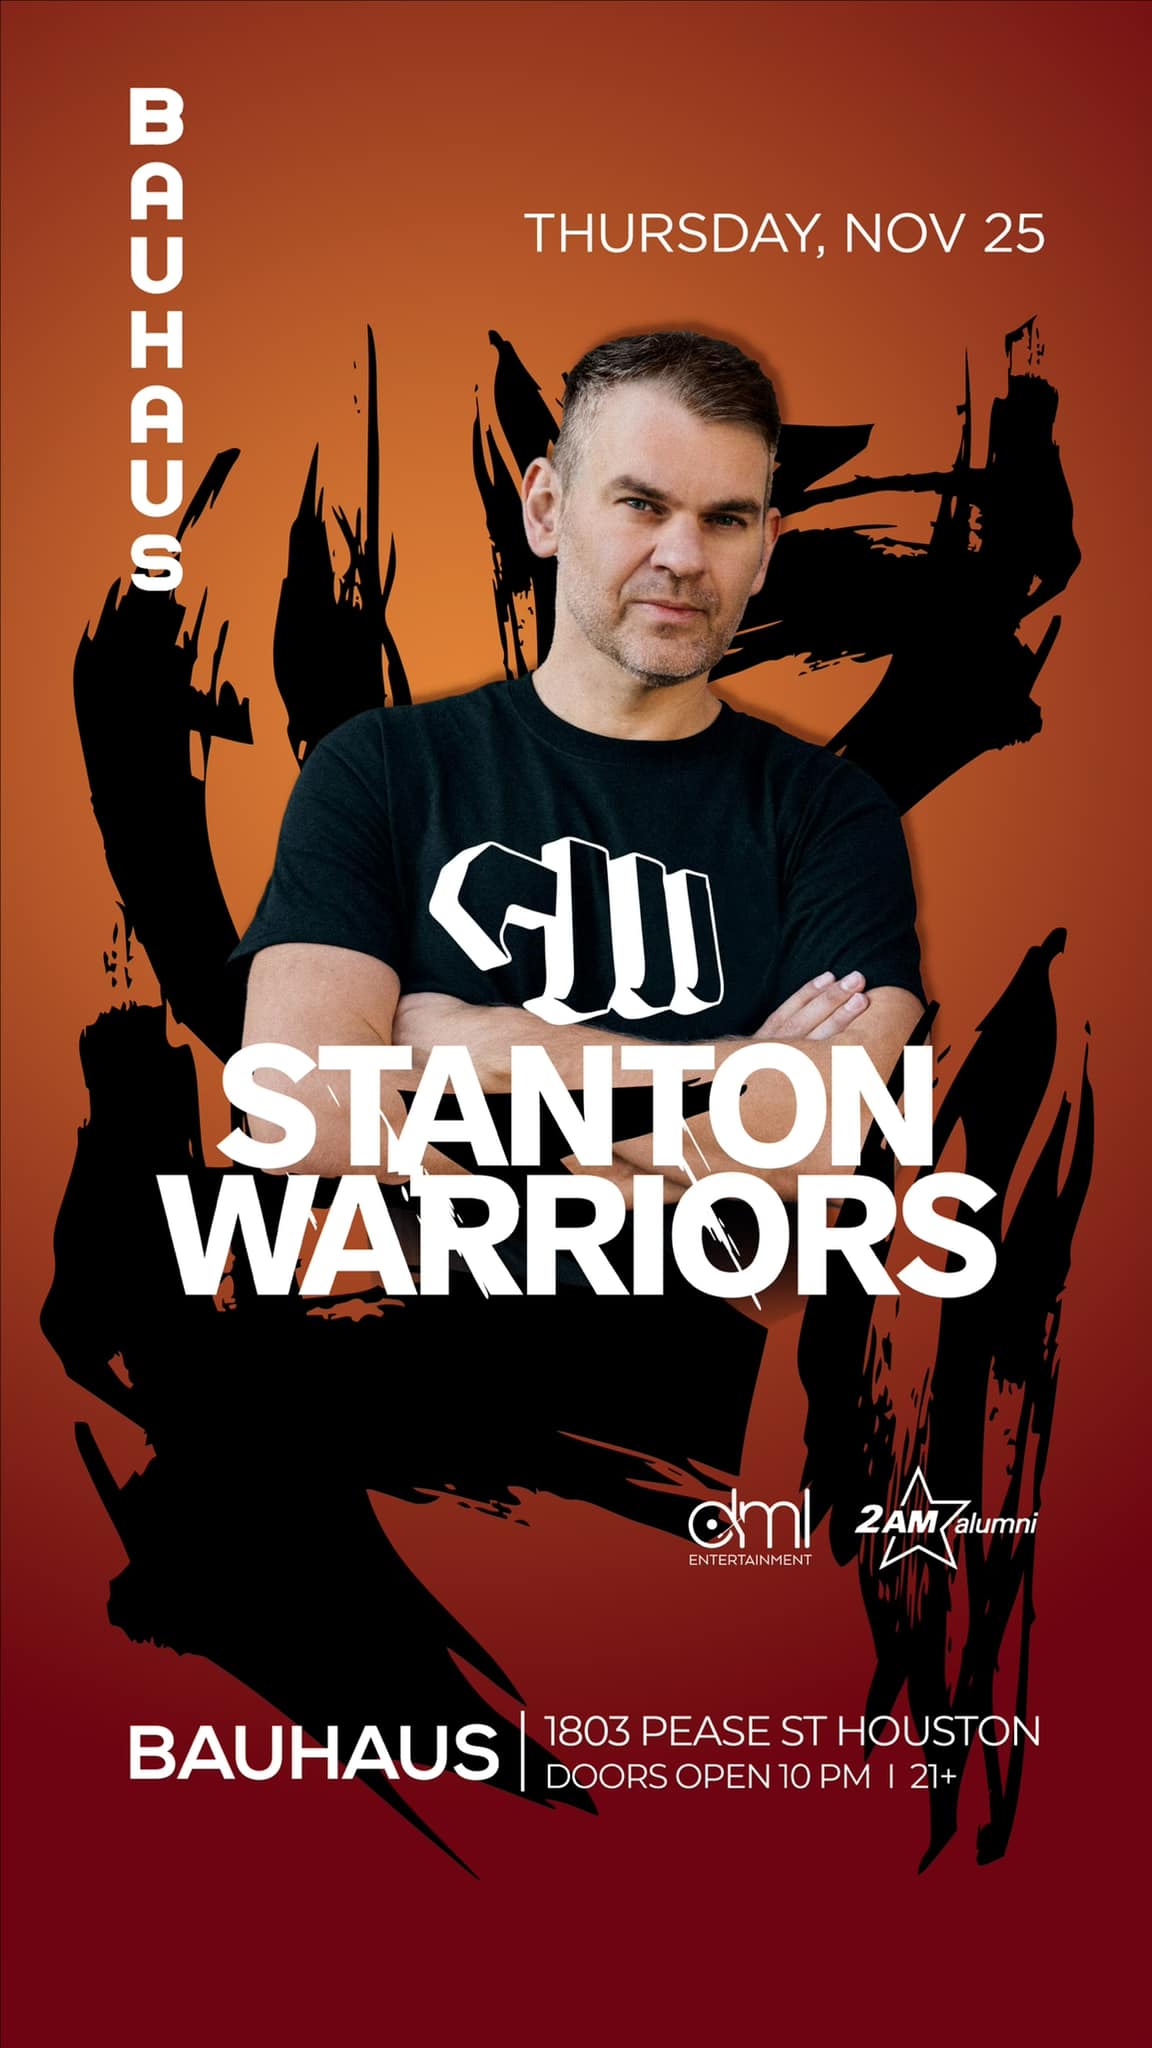 BAUHAUS
THURSDAY, NOV 25
STANTON
WARRIORS
dml
ENTERTAINMENT
2AM alumni
BAUHAUS
1803 PEASE ST HOUSTON
DOORS OPEN 10 PM | 21+